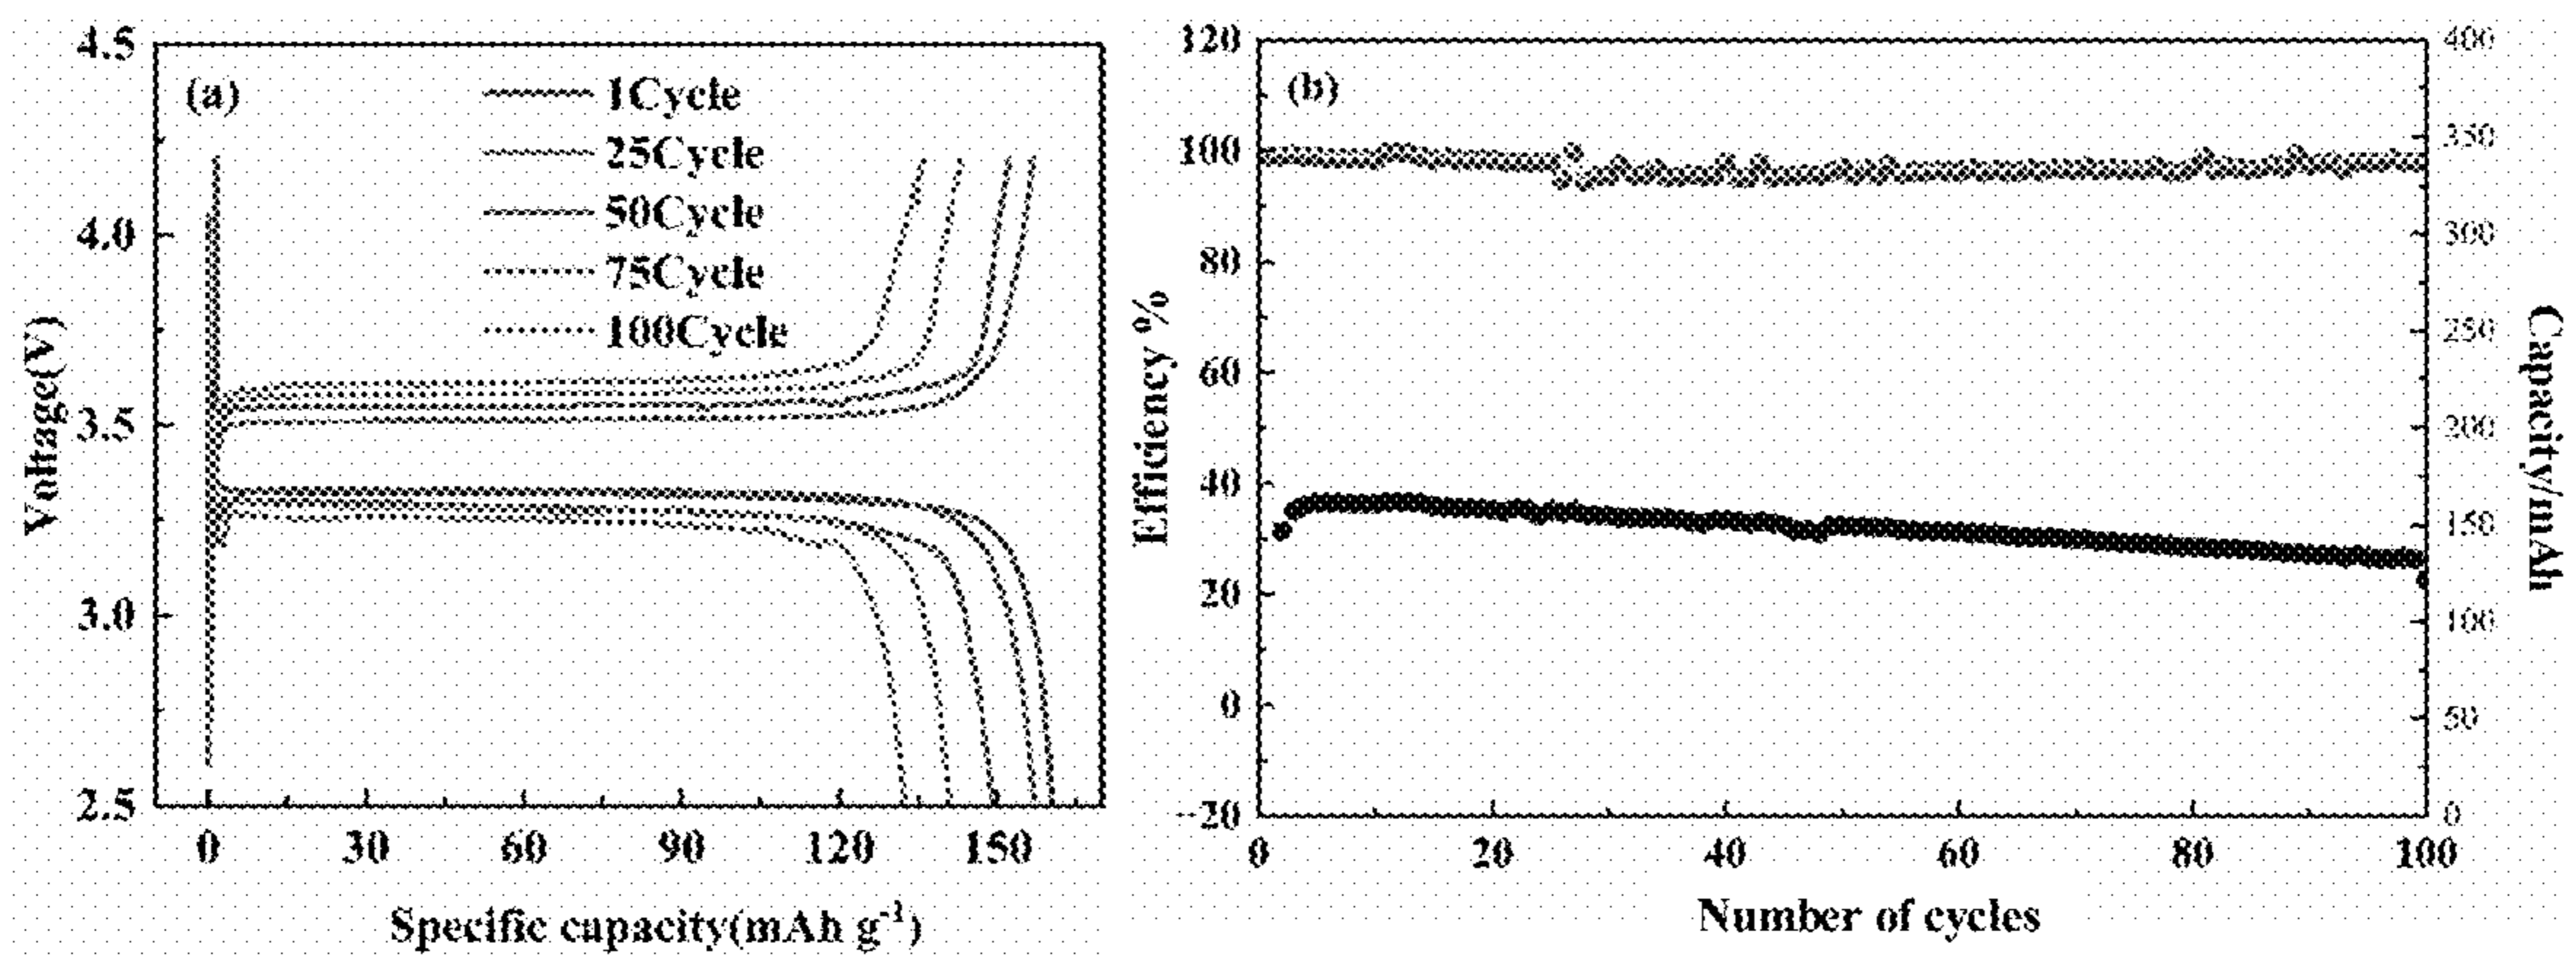 (a)
1Cycle
25Cycle
50Cycle
75Cycle
100Cycle
4.5
4.0
3.5
3.0
2.5
Voltage(V)
0 30 60 90 120 150
Specific capacity(mAh g⁻¹)
(b)
120
100
80
60
40
20
0
-20
Efficiency %
400
350
300
250
200
150
100
50
0
Capacity/mAh
0 20 40 60 80 100
Number of cycles